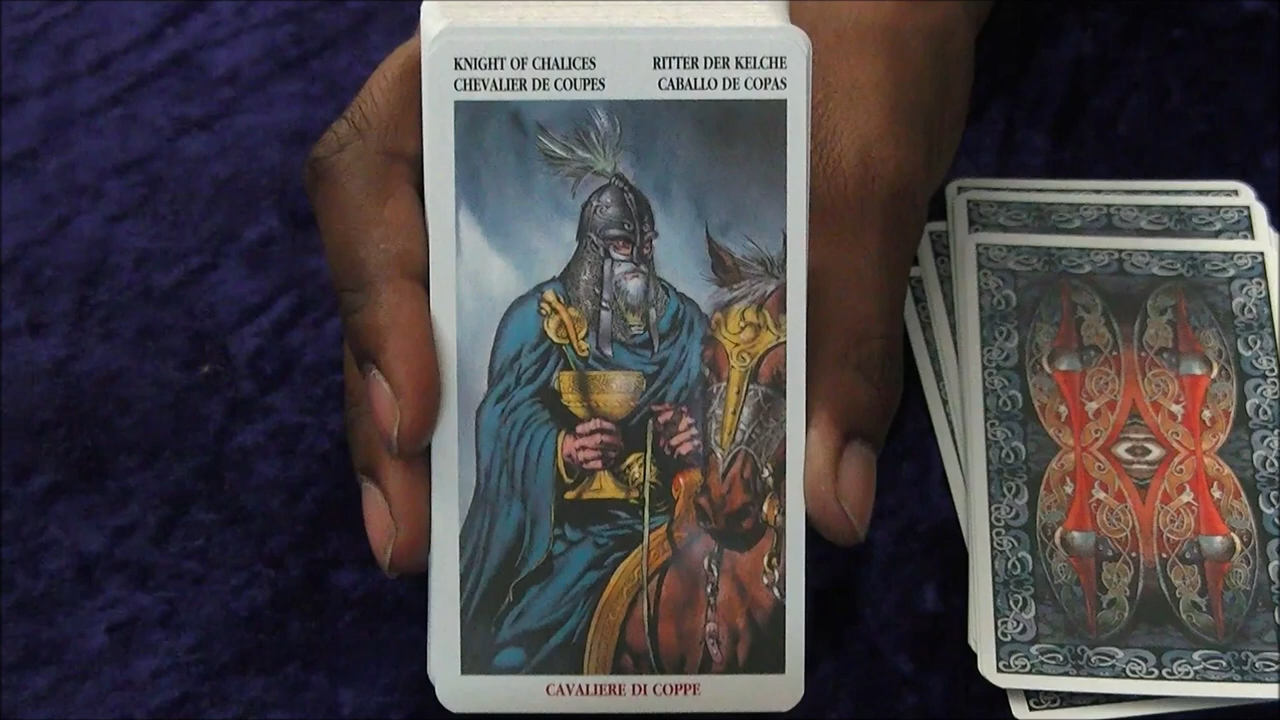 KNIGHT OF CHALICES
CHEVALIER DE COUPES
RITTER DER KELCHE
CABALLO DE COPAS
CAVALIERE DI COPPE